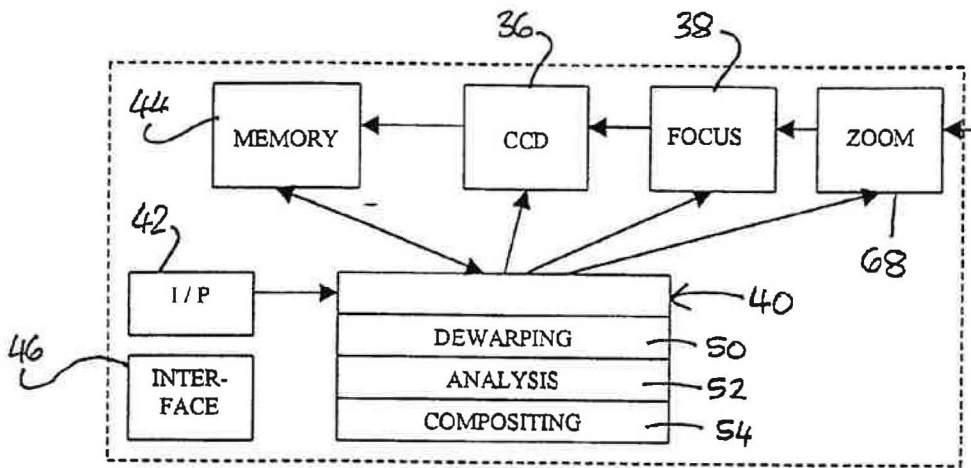 36
38
44
MEMORY
CCD
FOCUS
ZOOM
42
68
I / P
40
DEWARPING
50
46
INTER-
FACE
ANALYSIS
52
COMPOSITING
54